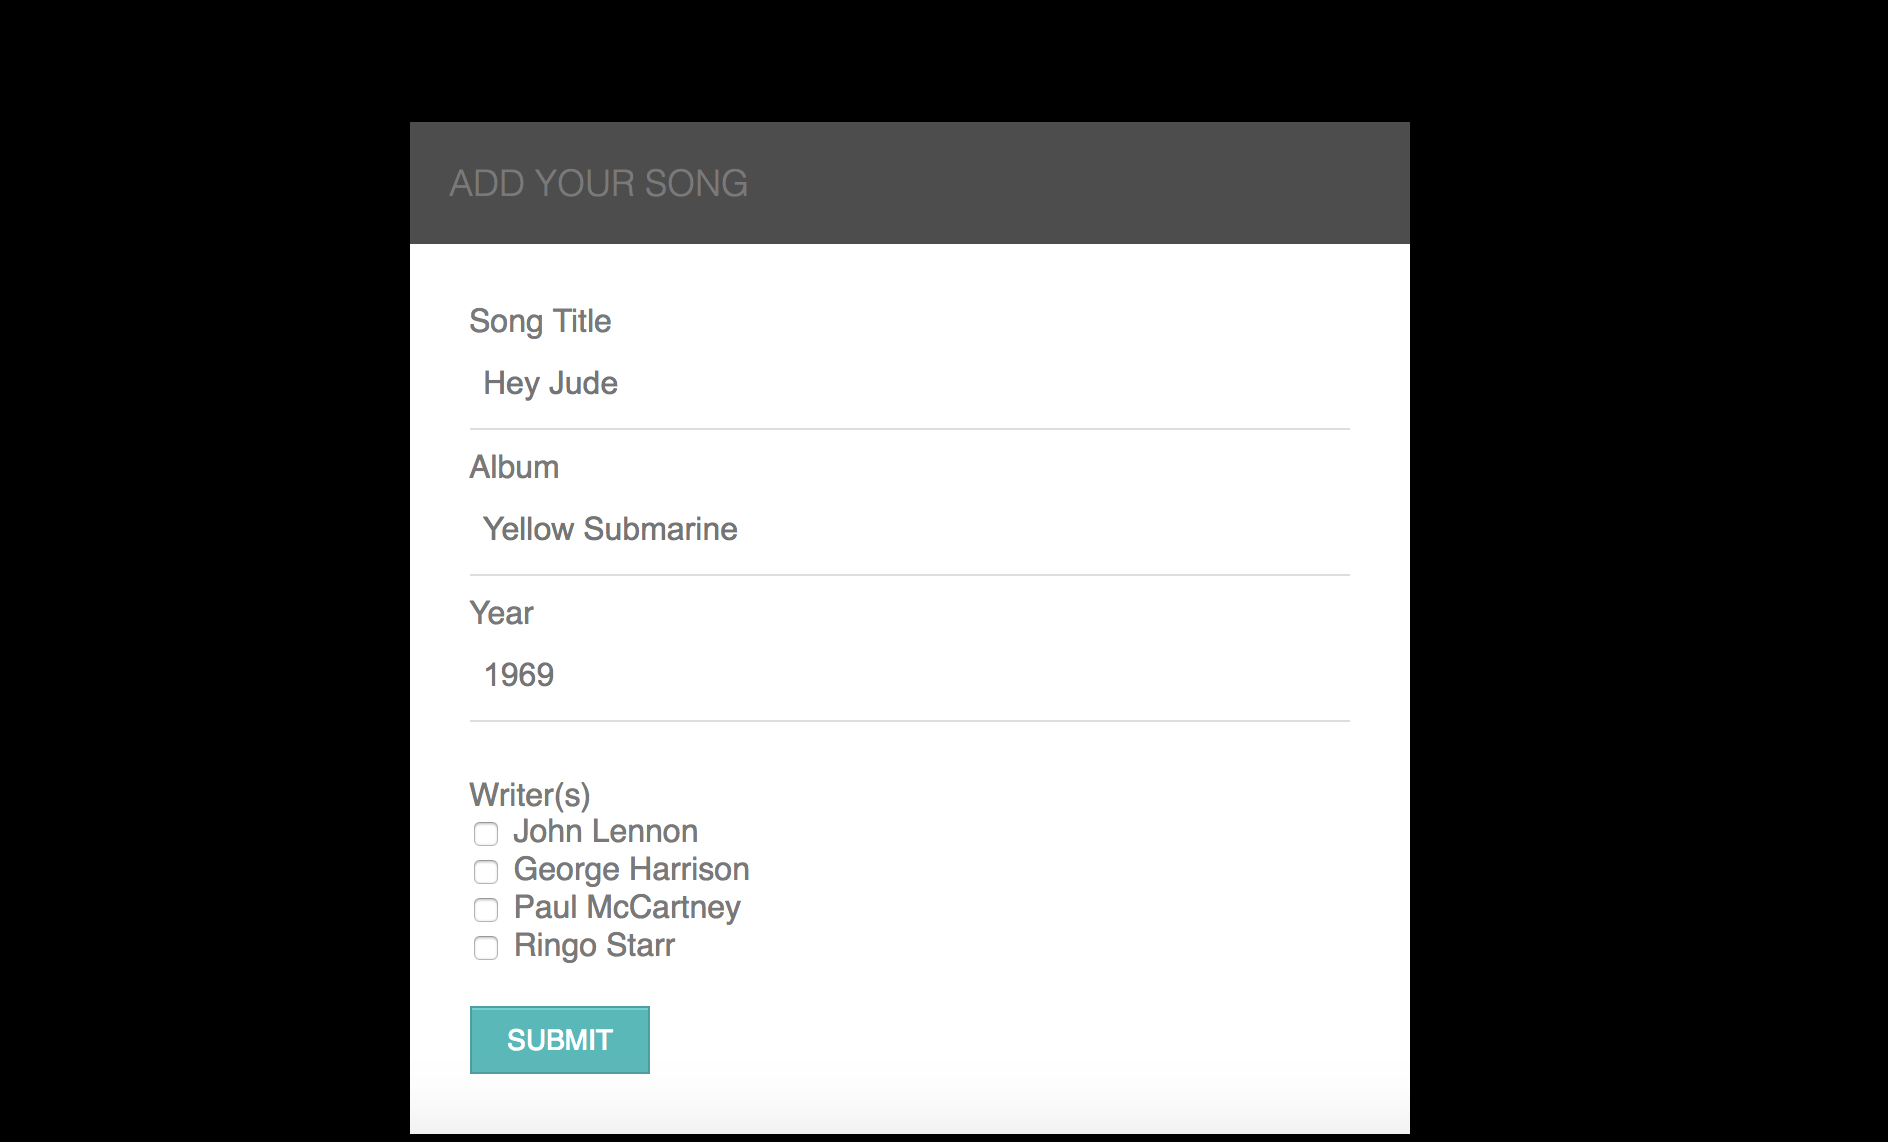 ADD YOUR SONG
Song Title
Hey Jude
Album
Yellow Submarine
Year
1969
Writer(s)
John Lennon
George Harrison
Paul McCartney
Ringo Starr
SUBMIT